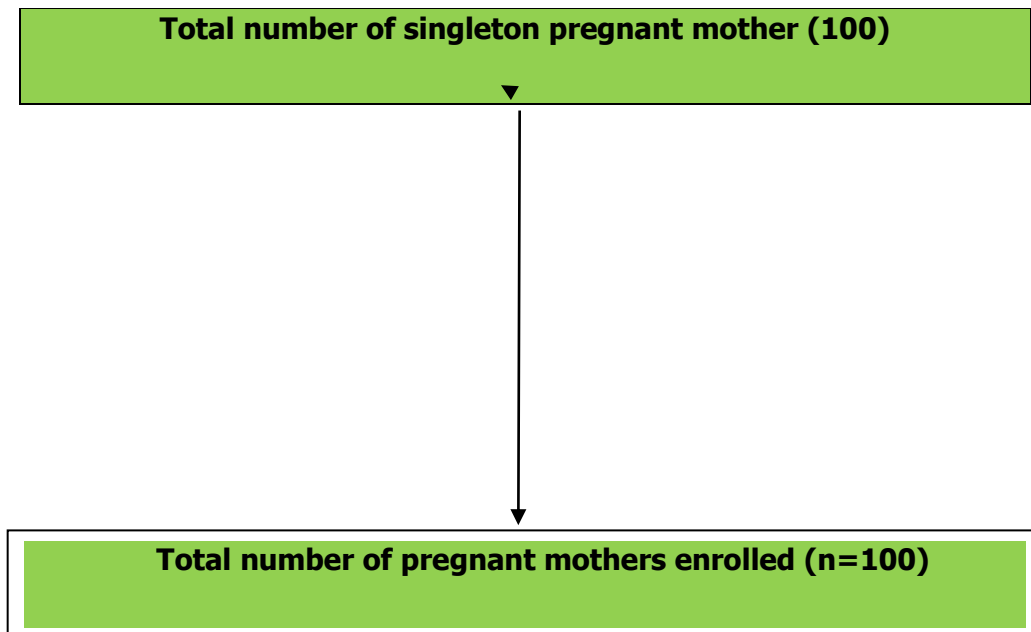 Total number of singleton pregnant mother (100)
Total number of pregnant mothers enrolled (n=100)